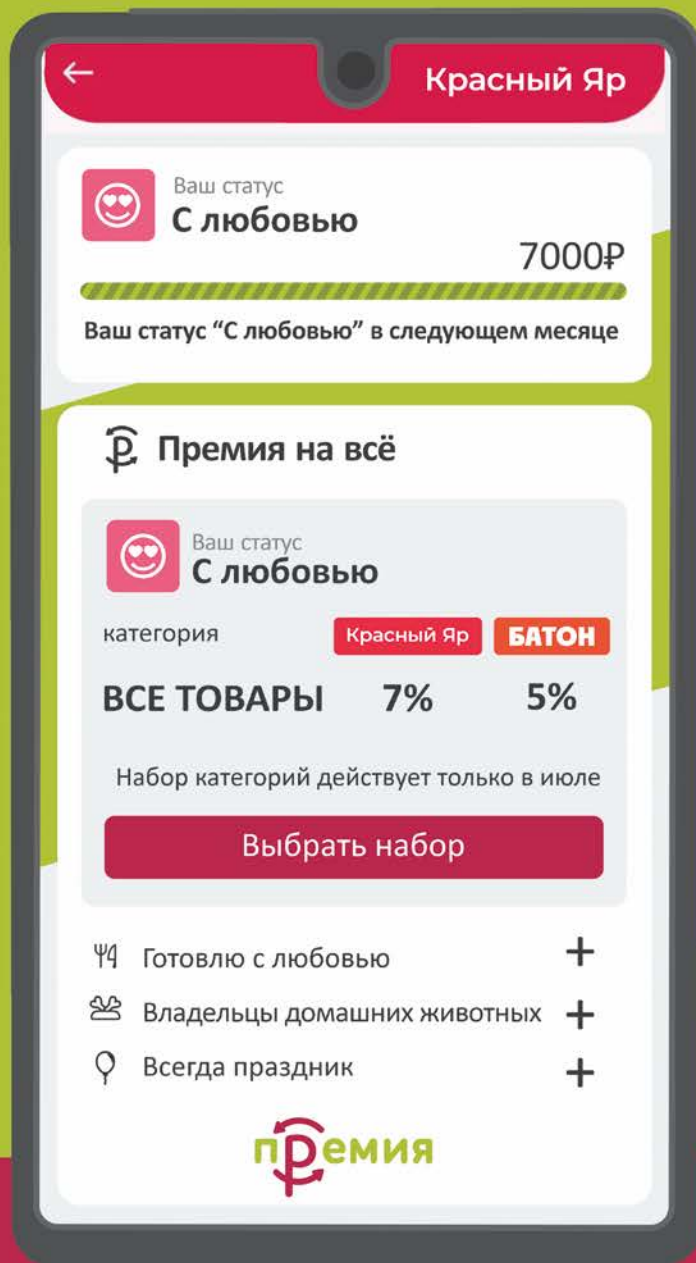 Красный Яр
Ваш статус
С любовью
7000₽
Ваш статус “С любовью” в следующем месяце
Премия на всё
Ваш статус
С любовью
категория Красный Яр БАТОН
ВСЕ ТОВАРЫ 7% 5%
Набор категорий действует только в июле
Выбрать набор
Готовлю с любовью
Владельцы домашних животных
Всегда праздник
премия